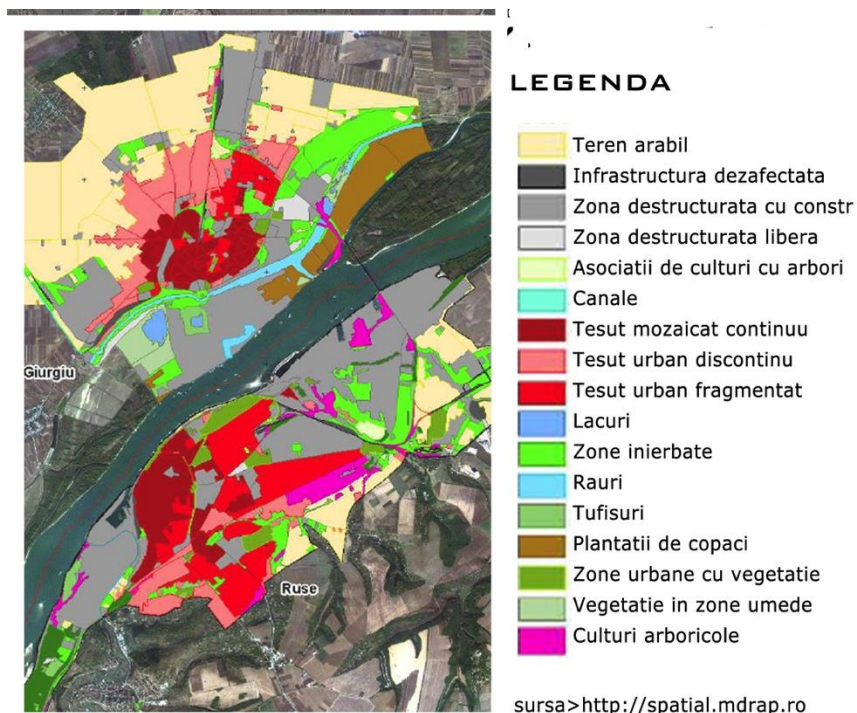 LEGENDA
Teren arabil
Infrastructura dezafectata
Zona destructurata cu constr
Zona destructurata libera
Asociatii de culturi cu arbori
Canale
Tesut mozaicat continuu
Tesut urban discontinu
Tesut urban fragmentat
Lacuri
Zone inierbate
Rauri
Tufisuri
Plantatii de copaci
Zone urbane cu vegetatie
Vegetatie in zone umede
Culturi arboricole
Giurgiu
Ruse
sursa>http://spatial.mdrap.ro